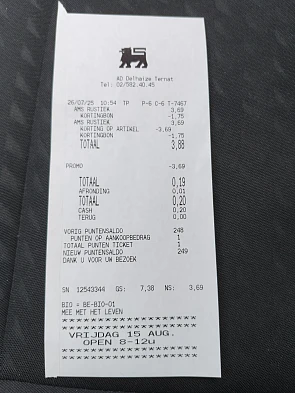 AD Delhaize Ternat
Tel: 02/582.40.45
26/07/25 10:54 TP P-6 C-6 T-7467
AMB RUSTIEK 3,69
KORTINGBON -1,75
AMB RUSTIEK 3,69
KORTING OP ARTIKEL -3,69
KORTINGBON -1,75
TOTAAL 3,88
PROMO -3,69
TOTAAL 0,19
AFRONDING 0,01
TOTAAL 0,20
CASH 0,20
TERUG 0,00
VORIG PUNTENSALDO 248
PUNTEN OP AANKOOPBEDRAG 1
TOTAAL PUNTEN TICKET 1
NIEUW PUNTENSALDO 249
DANK U VOOR UW BEZOEK
SN 12543344 GS: 7,38 NS: 3,69
BIO = BE-BIO-01
MEE MET HET LEVEN
VRIJDAG 15 AUG.
OPEN 8-12u